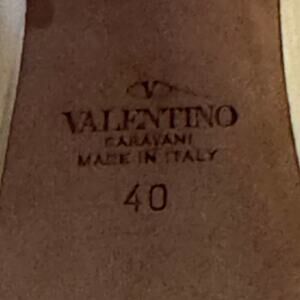 V
VALENTINO
GARAVANI
MADE IN ITALY
40